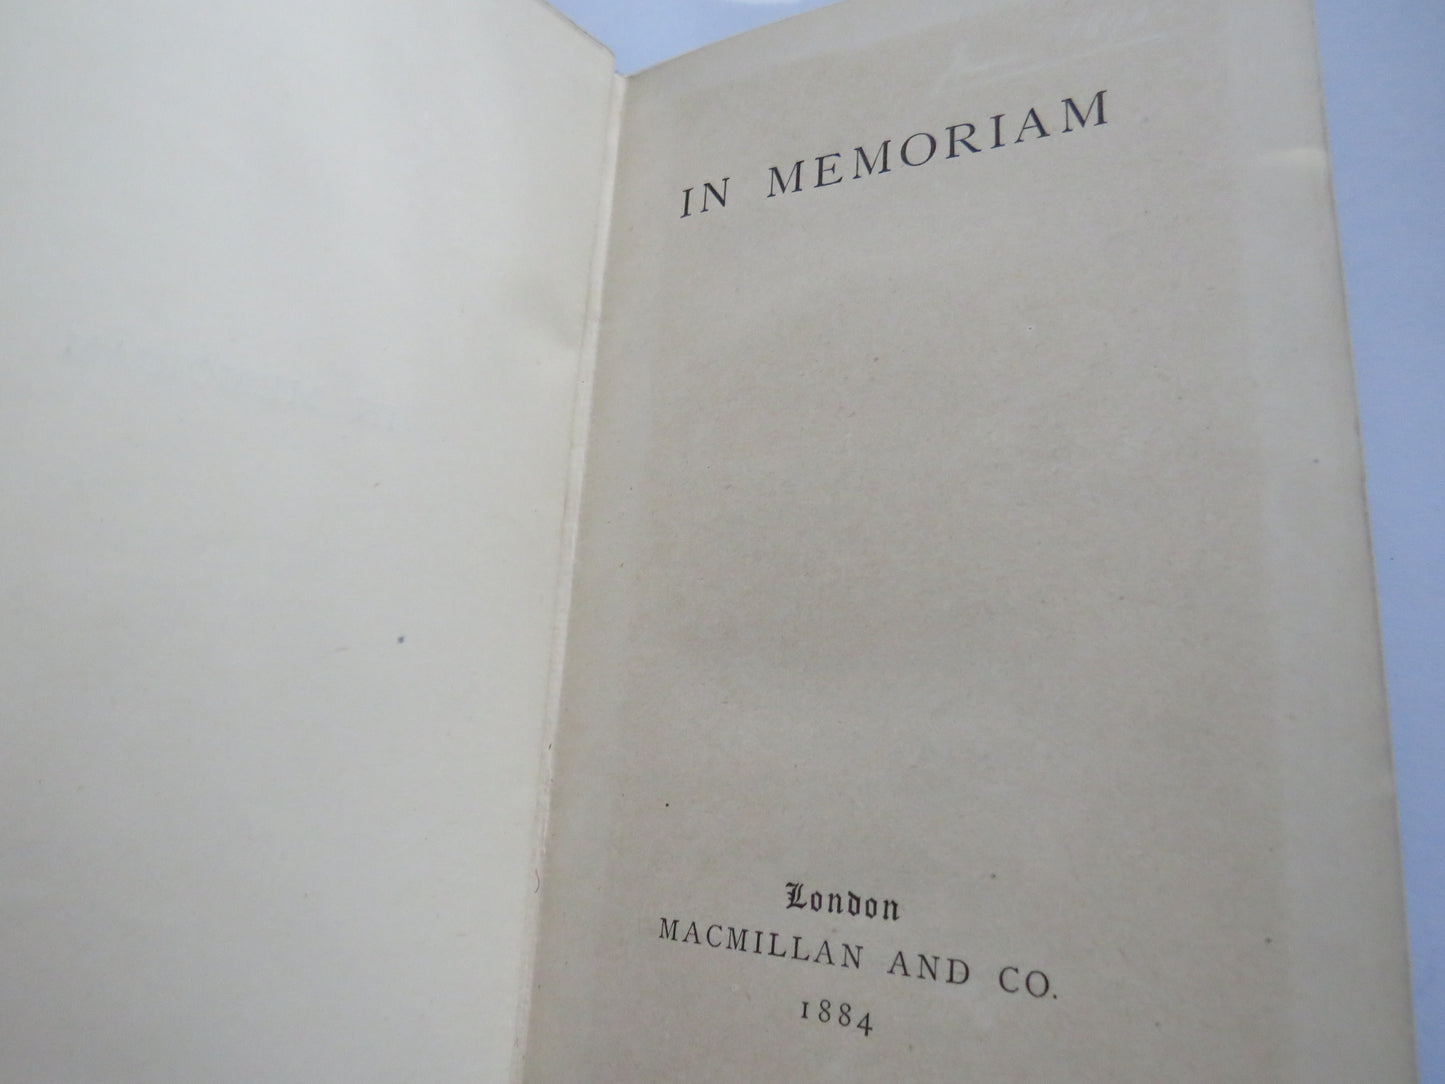 IN MEMORIAM
London
MACMILLAN AND CO.
1884